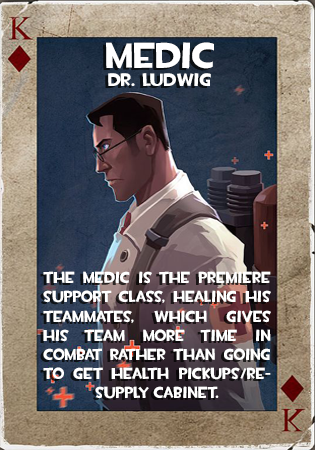 K
MEDIC
DR. LUDWIG
THE MEDIC IS THE PREMIERE
SUPPORT CLASS, HEALING HIS
TEAMMATES, WHICH GIVES
HIS TEAM MORE TIME IN
COMBAT RATHER THAN GOING
TO GET HEALTH PICKUPS/RE-
SUPPLY CABINET.
K